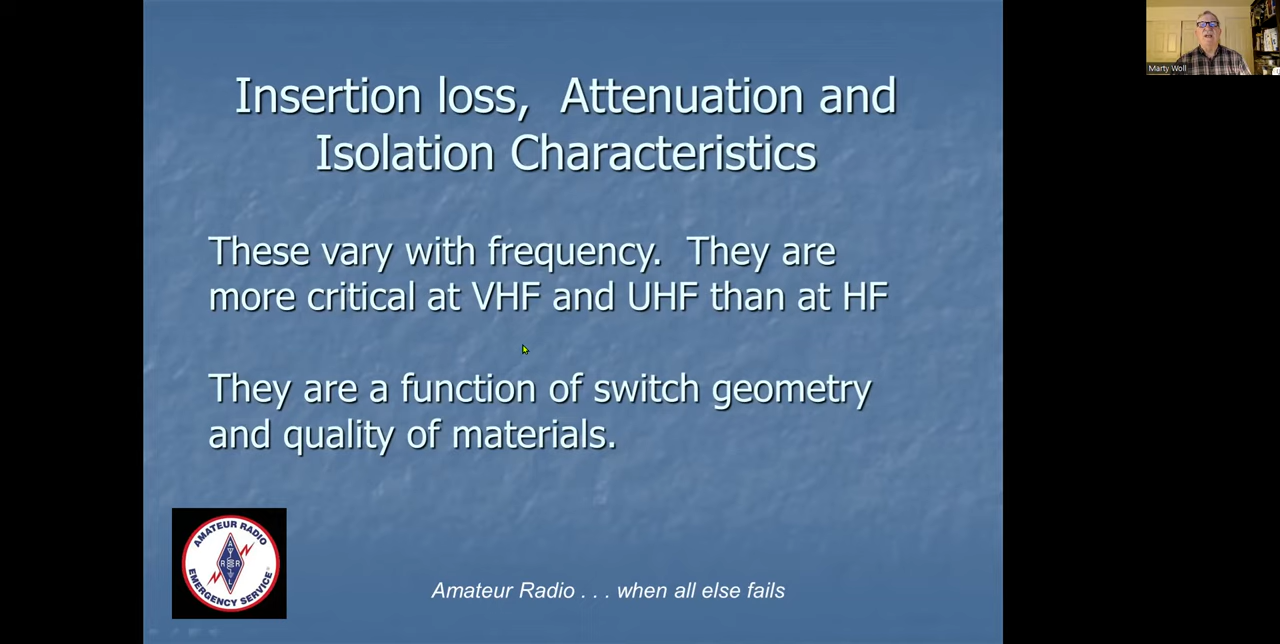 Insertion loss, Attenuation and
Isolation Characteristics
Marty Woll
These vary with frequency. They are
more critical at VHF and UHF than at HF
They are a function of switch geometry
and quality of materials.
AMATEUR RADIO
A
R R
L
EMERGENCY SERVICE
Amateur Radio . . . when all else fails